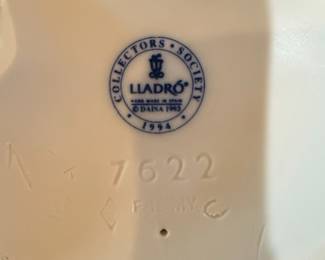 COLLECTORS · SOCIETY
LLADRÓ
HAND MADE IN SPAIN
© DAISA 1993
· 1994 ·
7622